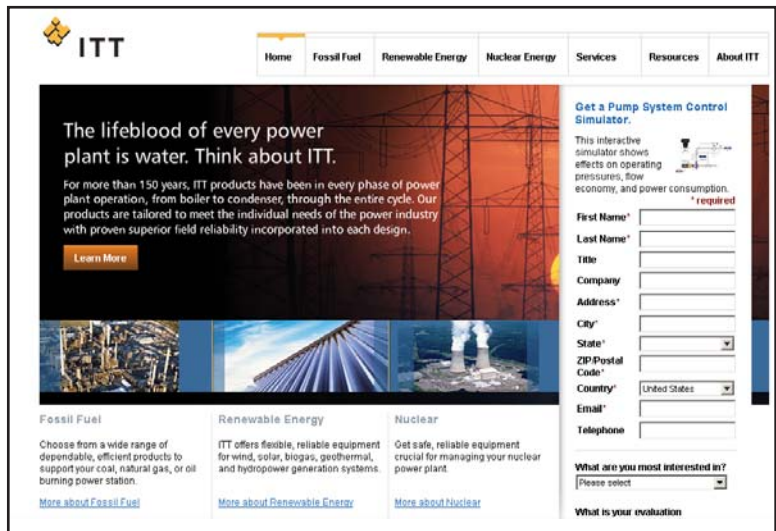 ITT
Home Fossil Fuel Renewable Energy Nuclear Energy Services Resources About ITT
The lifeblood of every power
plant is water. Think about ITT.
For more than 150 years, ITT products have been in every phase of power
plant operation, from boiler to condenser, through the entire cycle. Our
products are tailored to meet the individual needs of the power industry
with proven superior field reliability incorporated into each design.
Learn More
Fossil Fuel
Choose from a wide range of
dependable, efficient products to
support your coal, natural gas, or oil
burning power station.
More about Fossil Fuel
Renewable Energy
ITT offers flexible, reliable equipment
for wind, solar, biogas, geothermal,
and hydropower generation systems.
More about Renewable Energy
Nuclear
Get safe, reliable equipment
crucial for managing your nuclear
power plant.
More about Nuclear
Get a Pump System Control
Simulator.
This interactive
simulator shows
effects on operating
pressures, flow
economy, and power consumption.
* required
First Name*
Last Name*
Title
Company
Address*
City*
State*
ZIP/Postal
Code*
Country* United States
Email*
Telephone
What are you most interested in?
Please select
What is your evaluation